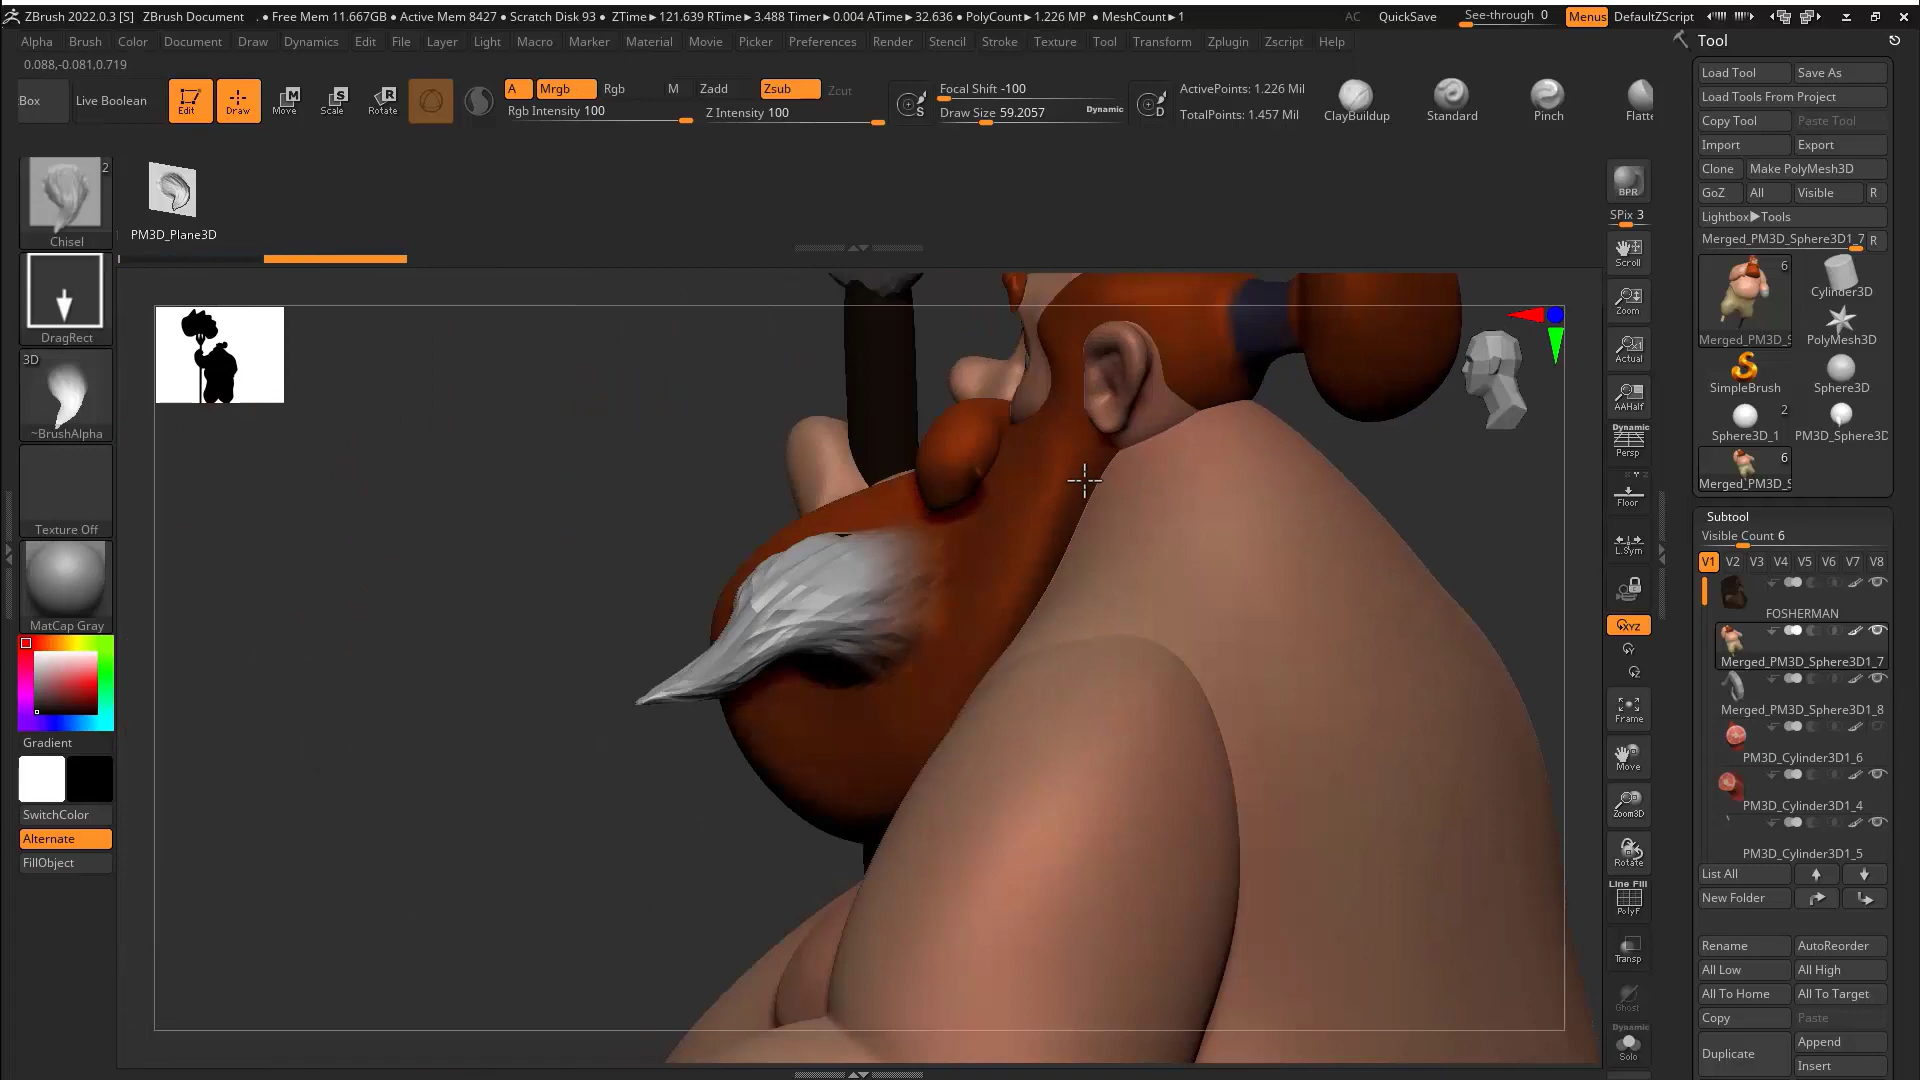 ZBrush 2022.0.3 [S] ZBrush Document . • Free Mem 11.667GB • Active Mem 8427 • Scratch Disk 93 • ZTime►121.639 RTime►3.488 Timer►0.004 ATime►32.636 • PolyCount►1.226 MP • MeshCount►1 AC QuickSave See-through 0 Menus DefaultZScript
Alpha Brush Color Document Draw Dynamics Edit File Layer Light Macro Marker Material Movie Picker Preferences Render Stencil Stroke Texture Tool Transform Zplugin Zscript Help Tool
0.088,-0.081,0.719
Load Tool Save As
Box Live Boolean Edit Draw Move Scale Rotate
M S R
A Mrgb Rgb M Zadd Zsub Zcut
Rgb Intensity 100 Z Intensity 100
S Focal Shift -100
Draw Size 59.2057 Dynamic D
ActivePoints: 1.226 Mil
TotalPoints: 1.457 Mil
ClayBuildup Standard Pinch Flatte
Load Tools From Project
Copy Tool Paste Tool
Import Export
Clone Make PolyMesh3D
GoZ All Visible R
Lightbox►Tools
Merged_PM3D_Sphere3D1_7 R
6
Merged_PM3D_S Cylinder3D
PolyMesh3D
SimpleBrush Sphere3D
2
Sphere3D_1 PM3D_Sphere3D
6
Merged_PM3D_S
2
Chisel
PM3D_Plane3D
DragRect
3D
~BrushAlpha
Texture Off
MatCap Gray
Gradient
SwitchColor
Alternate
FillObject
BPR
SPix 3
Scroll
Zoom
Actual
AAHalf
Dynamic
Persp
Floor
L.Sym
XYZ
Y
Z
Frame
Move
Zoom3D
Rotate
Line Fill
PolyF
Transp
Ghost
Dynamic
Solo
Subtool
Visible Count 6
V1 V2 V3 V4 V5 V6 V7 V8
FOSHERMAN
Merged_PM3D_Sphere3D1_7
Merged_PM3D_Sphere3D1_8
PM3D_Cylinder3D1_6
PM3D_Cylinder3D1_4
PM3D_Cylinder3D1_5
List All
New Folder
Rename AutoReorder
All Low All High
All To Home All To Target
Copy Paste
Duplicate Append
Insert